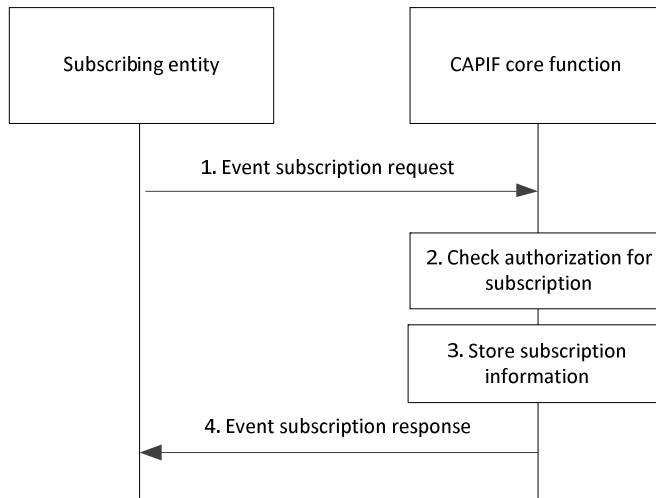 Subscribing entity
CAPIF core function
1. Event subscription request
2. Check authorization for
subscription
3. Store subscription
information
4. Event subscription response